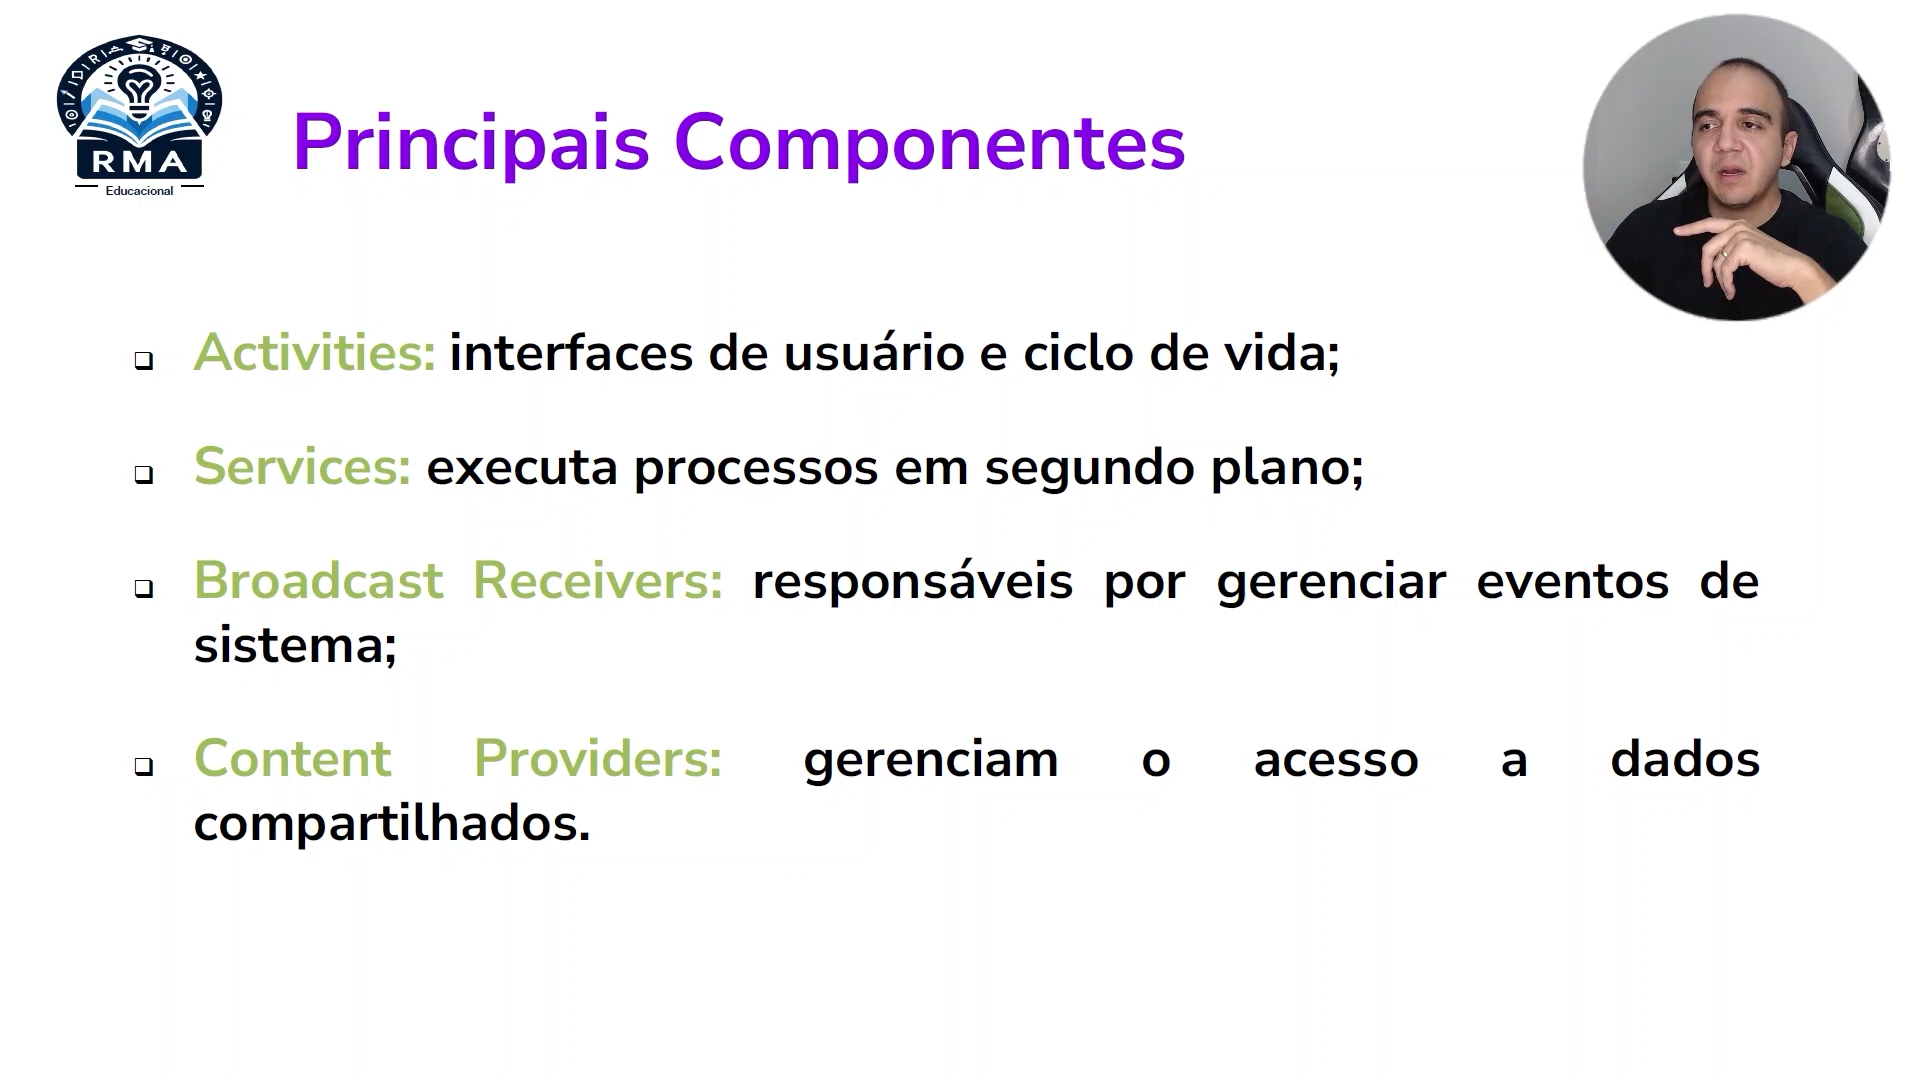 RMA
Educacional
Principais Componentes
❑ Activities: interfaces de usuário e ciclo de vida;
❑ Services: executa processos em segundo plano;
❑ Broadcast Receivers: responsáveis por gerenciar eventos de
sistema;
❑ Content Providers: gerenciam o acesso a dados
compartilhados.